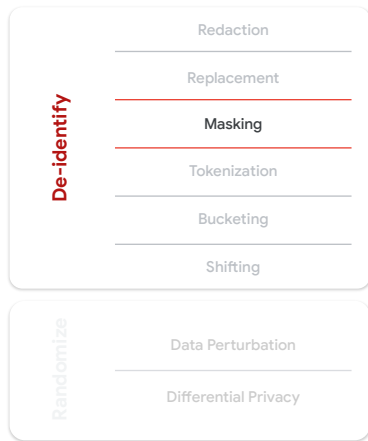 De-identify
Redaction
Replacement
Masking
Tokenization
Bucketing
Shifting
Randomize
Data Perturbation
Differential Privacy